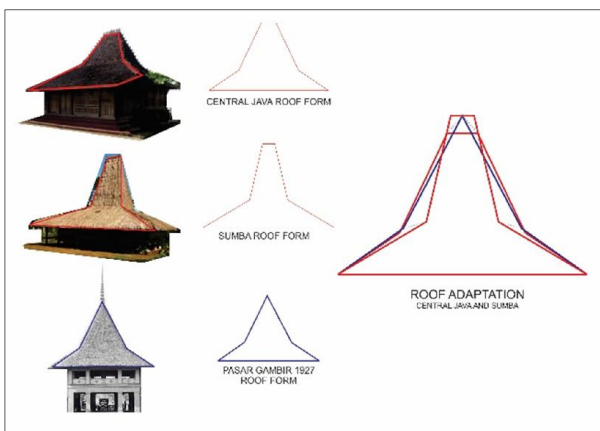 CENTRAL JAVA ROOF FORM
SUMBA ROOF FORM
PASAR GAMBIR 1927
ROOF FORM
ROOF ADAPTATION
CENTRAL JAVA AND SUMBA